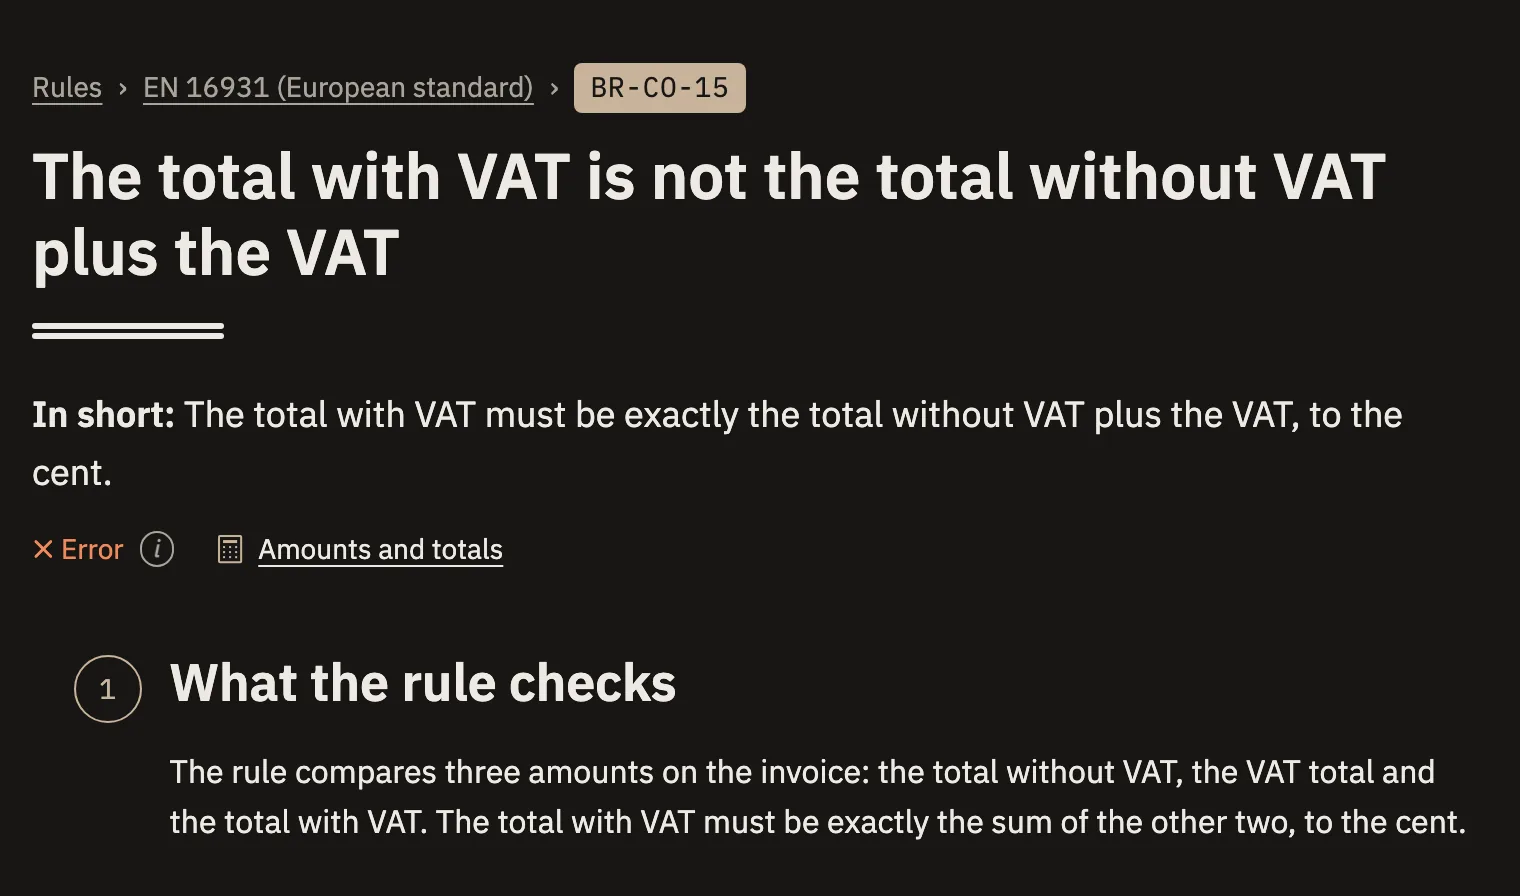 Rules › EN 16931 (European standard) › BR-CO-15
The total with VAT is not the total without VAT
plus the VAT
In short: The total with VAT must be exactly the total without VAT plus the VAT, to the
cent.
Error i Amounts and totals
1 What the rule checks
The rule compares three amounts on the invoice: the total without VAT, the VAT total and
the total with VAT. The total with VAT must be exactly the sum of the other two, to the cent.